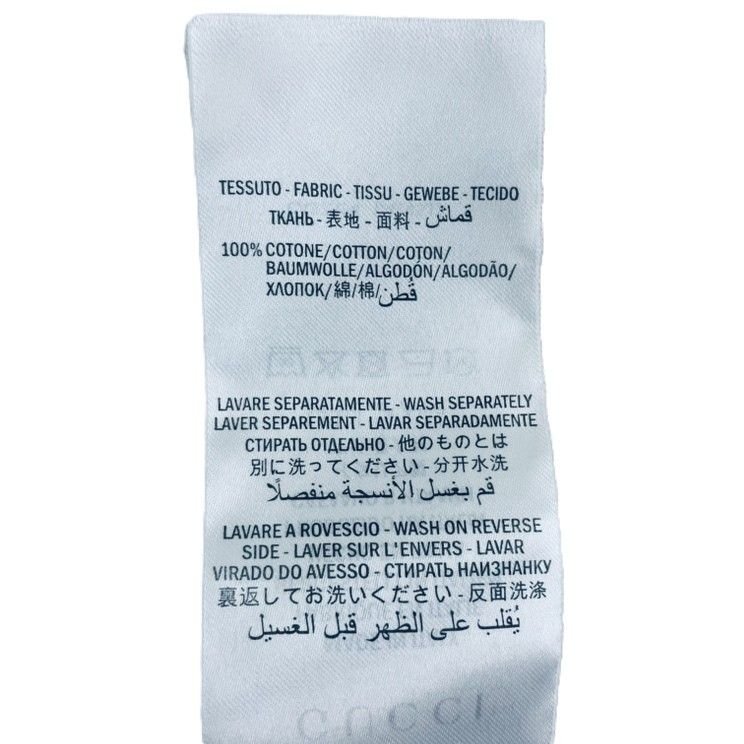 TESSUTO - FABRIC - TISSU - GEWEBE - TECIDO
ТКАНЬ - 表地 - 面料 - قماش
100% COTONE/COTTON/COTON/
BAUMWOLLE/ALGODÓN/ALGODÃO/
ХЛОПОК/綿/棉/قُطن
LAVARE SEPARATAMENTE - WASH SEPARATELY
LAVER SEPAREMENT - LAVAR SEPARADAMENTE
СТИРАТЬ ОТДЕЛЬНО - 他のものとは
別に洗ってください - 分开水洗
قم بغسل الأنسجة منفصلًا
LAVARE A ROVESCIO - WASH ON REVERSE
SIDE - LAVER SUR L'ENVERS - LAVAR
VIRADO DO AVESSO - СТИРАТЬ НАИЗНАНКУ
裏返してお洗いください - 反面洗涤
يُقلب على الظهر قبل الغسيل
GUCCI